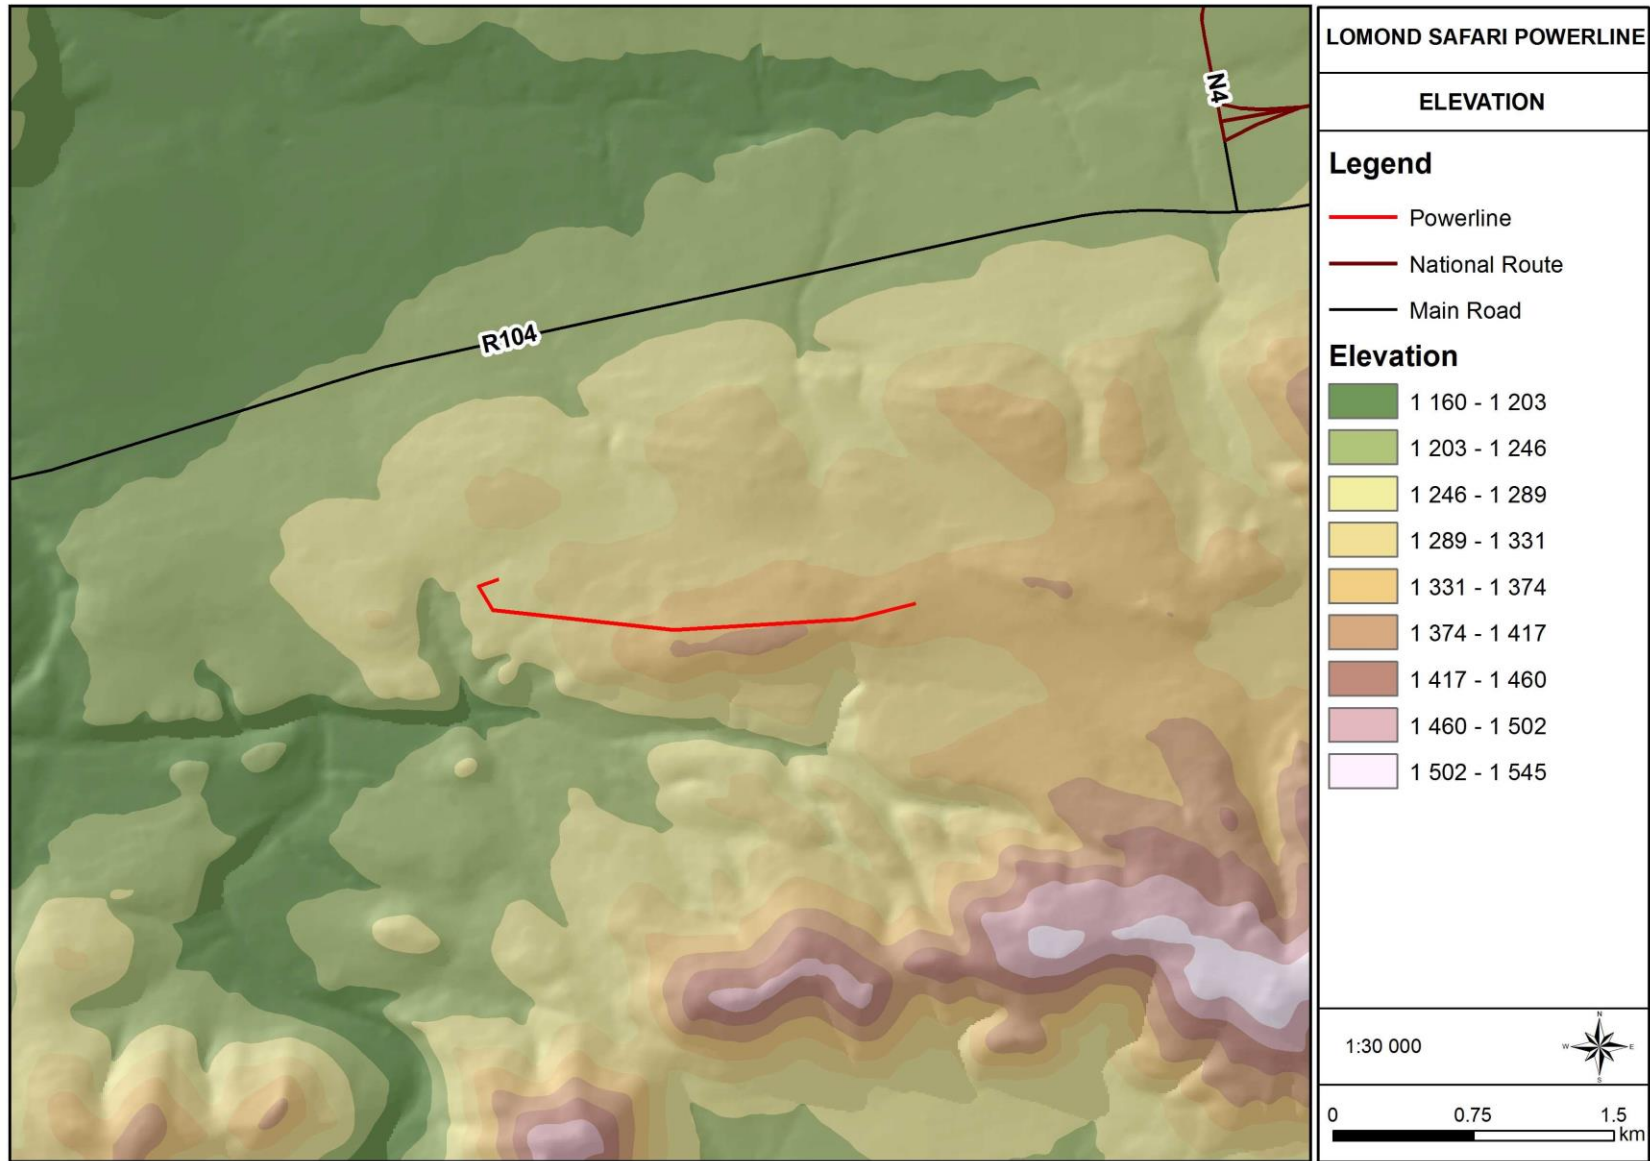 LOMOND SAFARI POWERLINE
ELEVATION
Legend
Powerline
National Route
Main Road
Elevation
1 160 - 1 203
1 203 - 1 246
1 246 - 1 289
1 289 - 1 331
1 331 - 1 374
1 374 - 1 417
1 417 - 1 460
1 460 - 1 502
1 502 - 1 545
N4
R104
1:30 000
N
W E
S
0 0.75 1.5
km